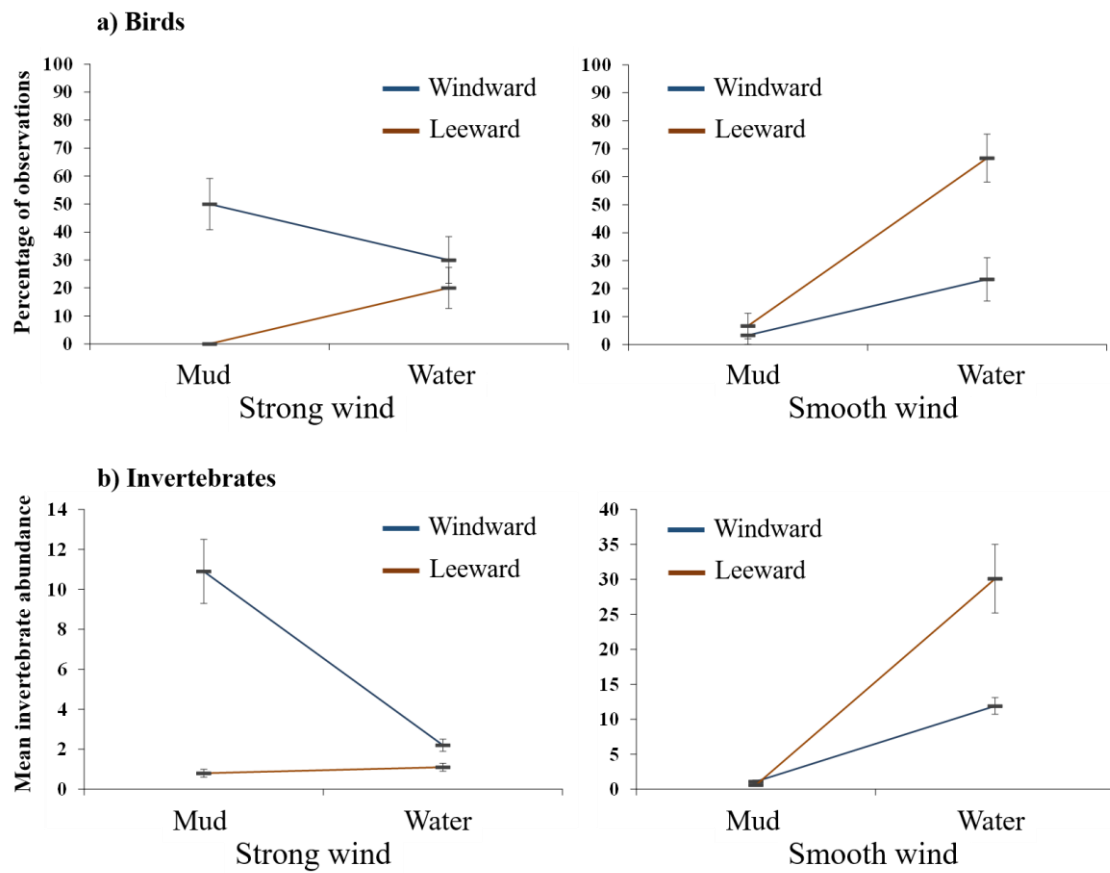 a) Birds
Percentage of observations
100
90
80
70
60
50
40
30
20
10
0
Windward
Leeward
Mud
Water
Strong wind
100
90
80
70
60
50
40
30
20
10
0
Windward
Leeward
Mud
Water
Smooth wind
b) Invertebrates
Mean invertebrate abundance
14
12
10
8
6
4
2
0
Windward
Leeward
Mud
Water
Strong wind
40
35
30
25
20
15
10
5
0
Windward
Leeward
Mud
Water
Smooth wind